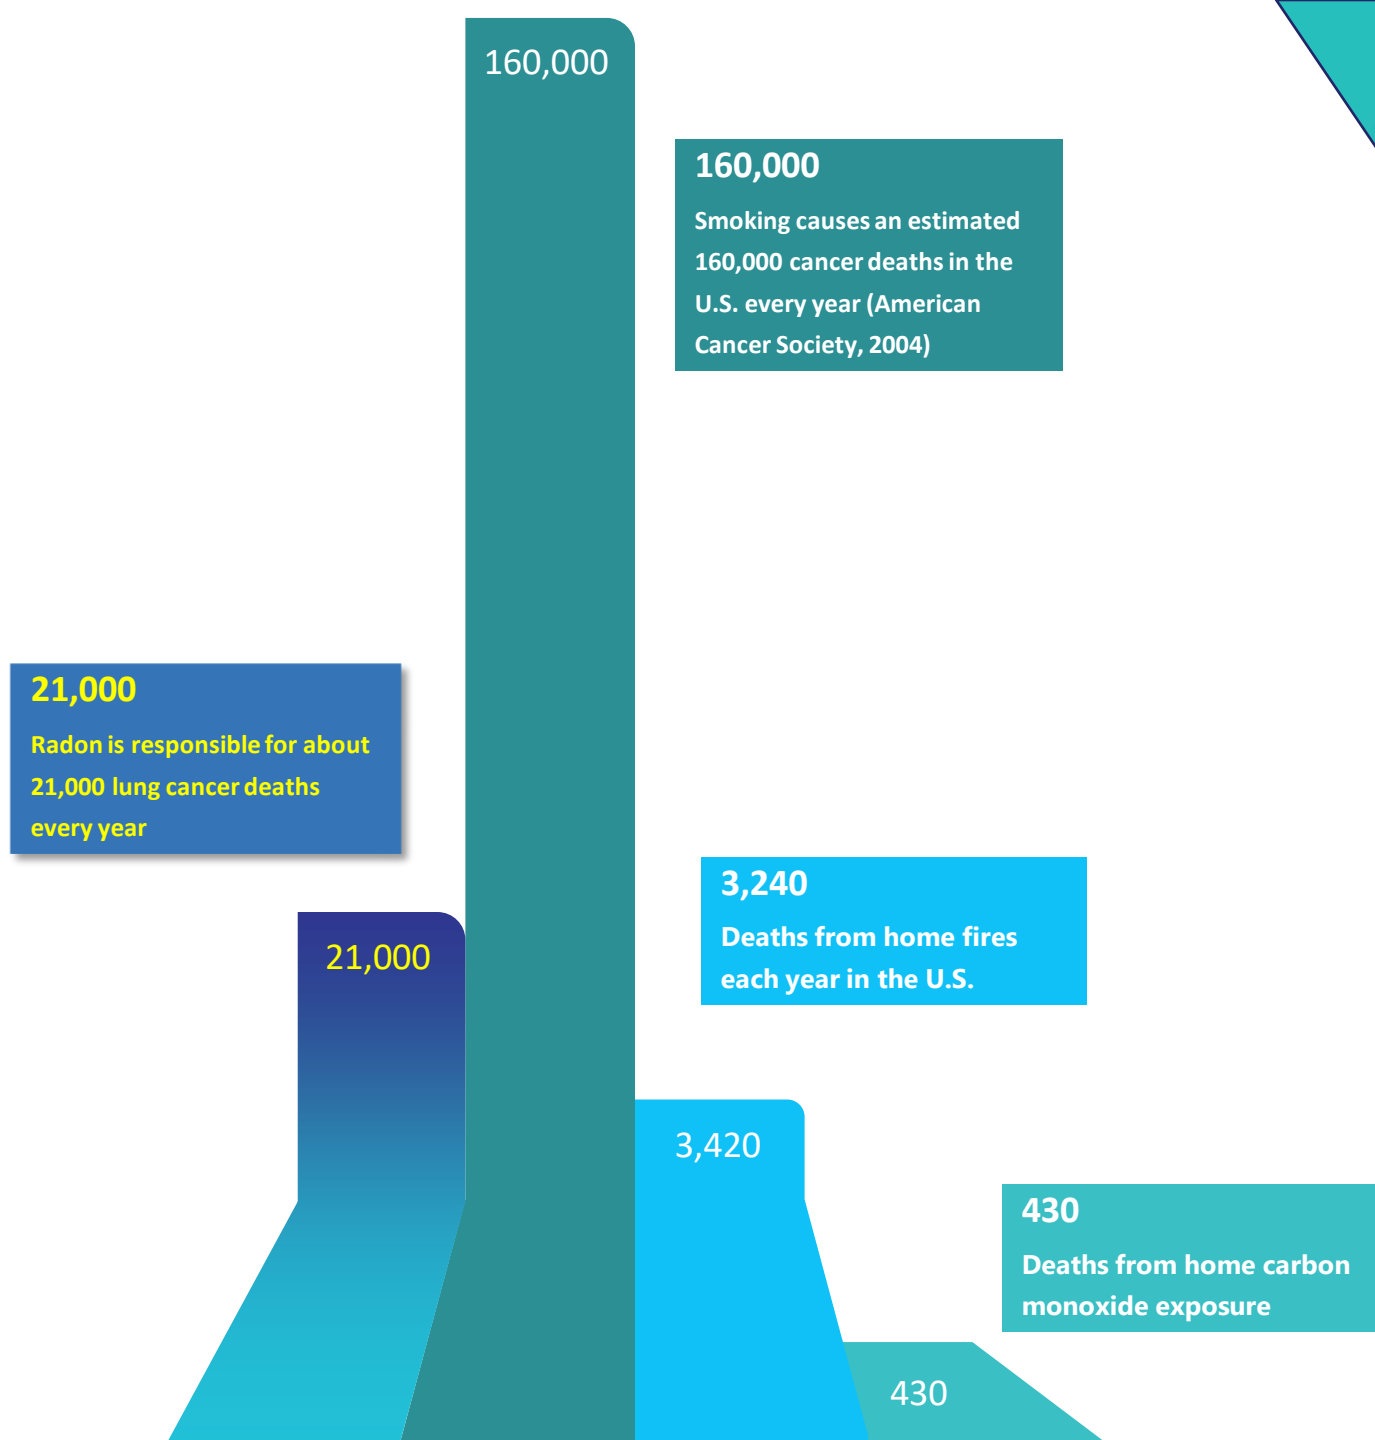 160,000
160,000
Smoking causes an estimated
160,000 cancer deaths in the
U.S. every year (American
Cancer Society, 2004)
21,000
Radon is responsible for about
21,000 lung cancer deaths
every year
21,000
3,240
Deaths from home fires
each year in the U.S.
3,420
430
Deaths from home carbon
monoxide exposure
430